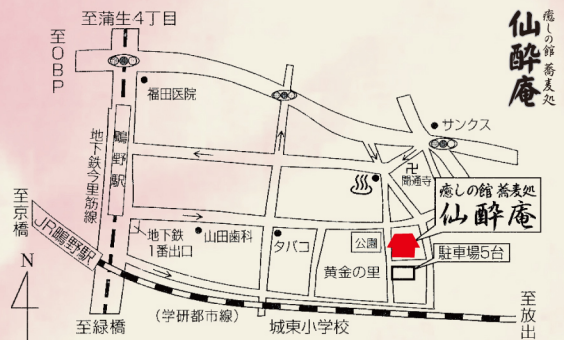 至蒲生4丁目
至OBP
癒しの館 蕎麦処
仙酔庵
福田医院
サンクス
地下鉄今里筋線
鴫野駅
聞通寺
癒しの館 蕎麦処
仙酔庵
至京橋
JR鴫野駅
地下鉄
1番出口
山田歯科
タバコ
公園
黄金の里
駐車場5台
N
至緑橋
(学研都市線)
城東小学校
至放出